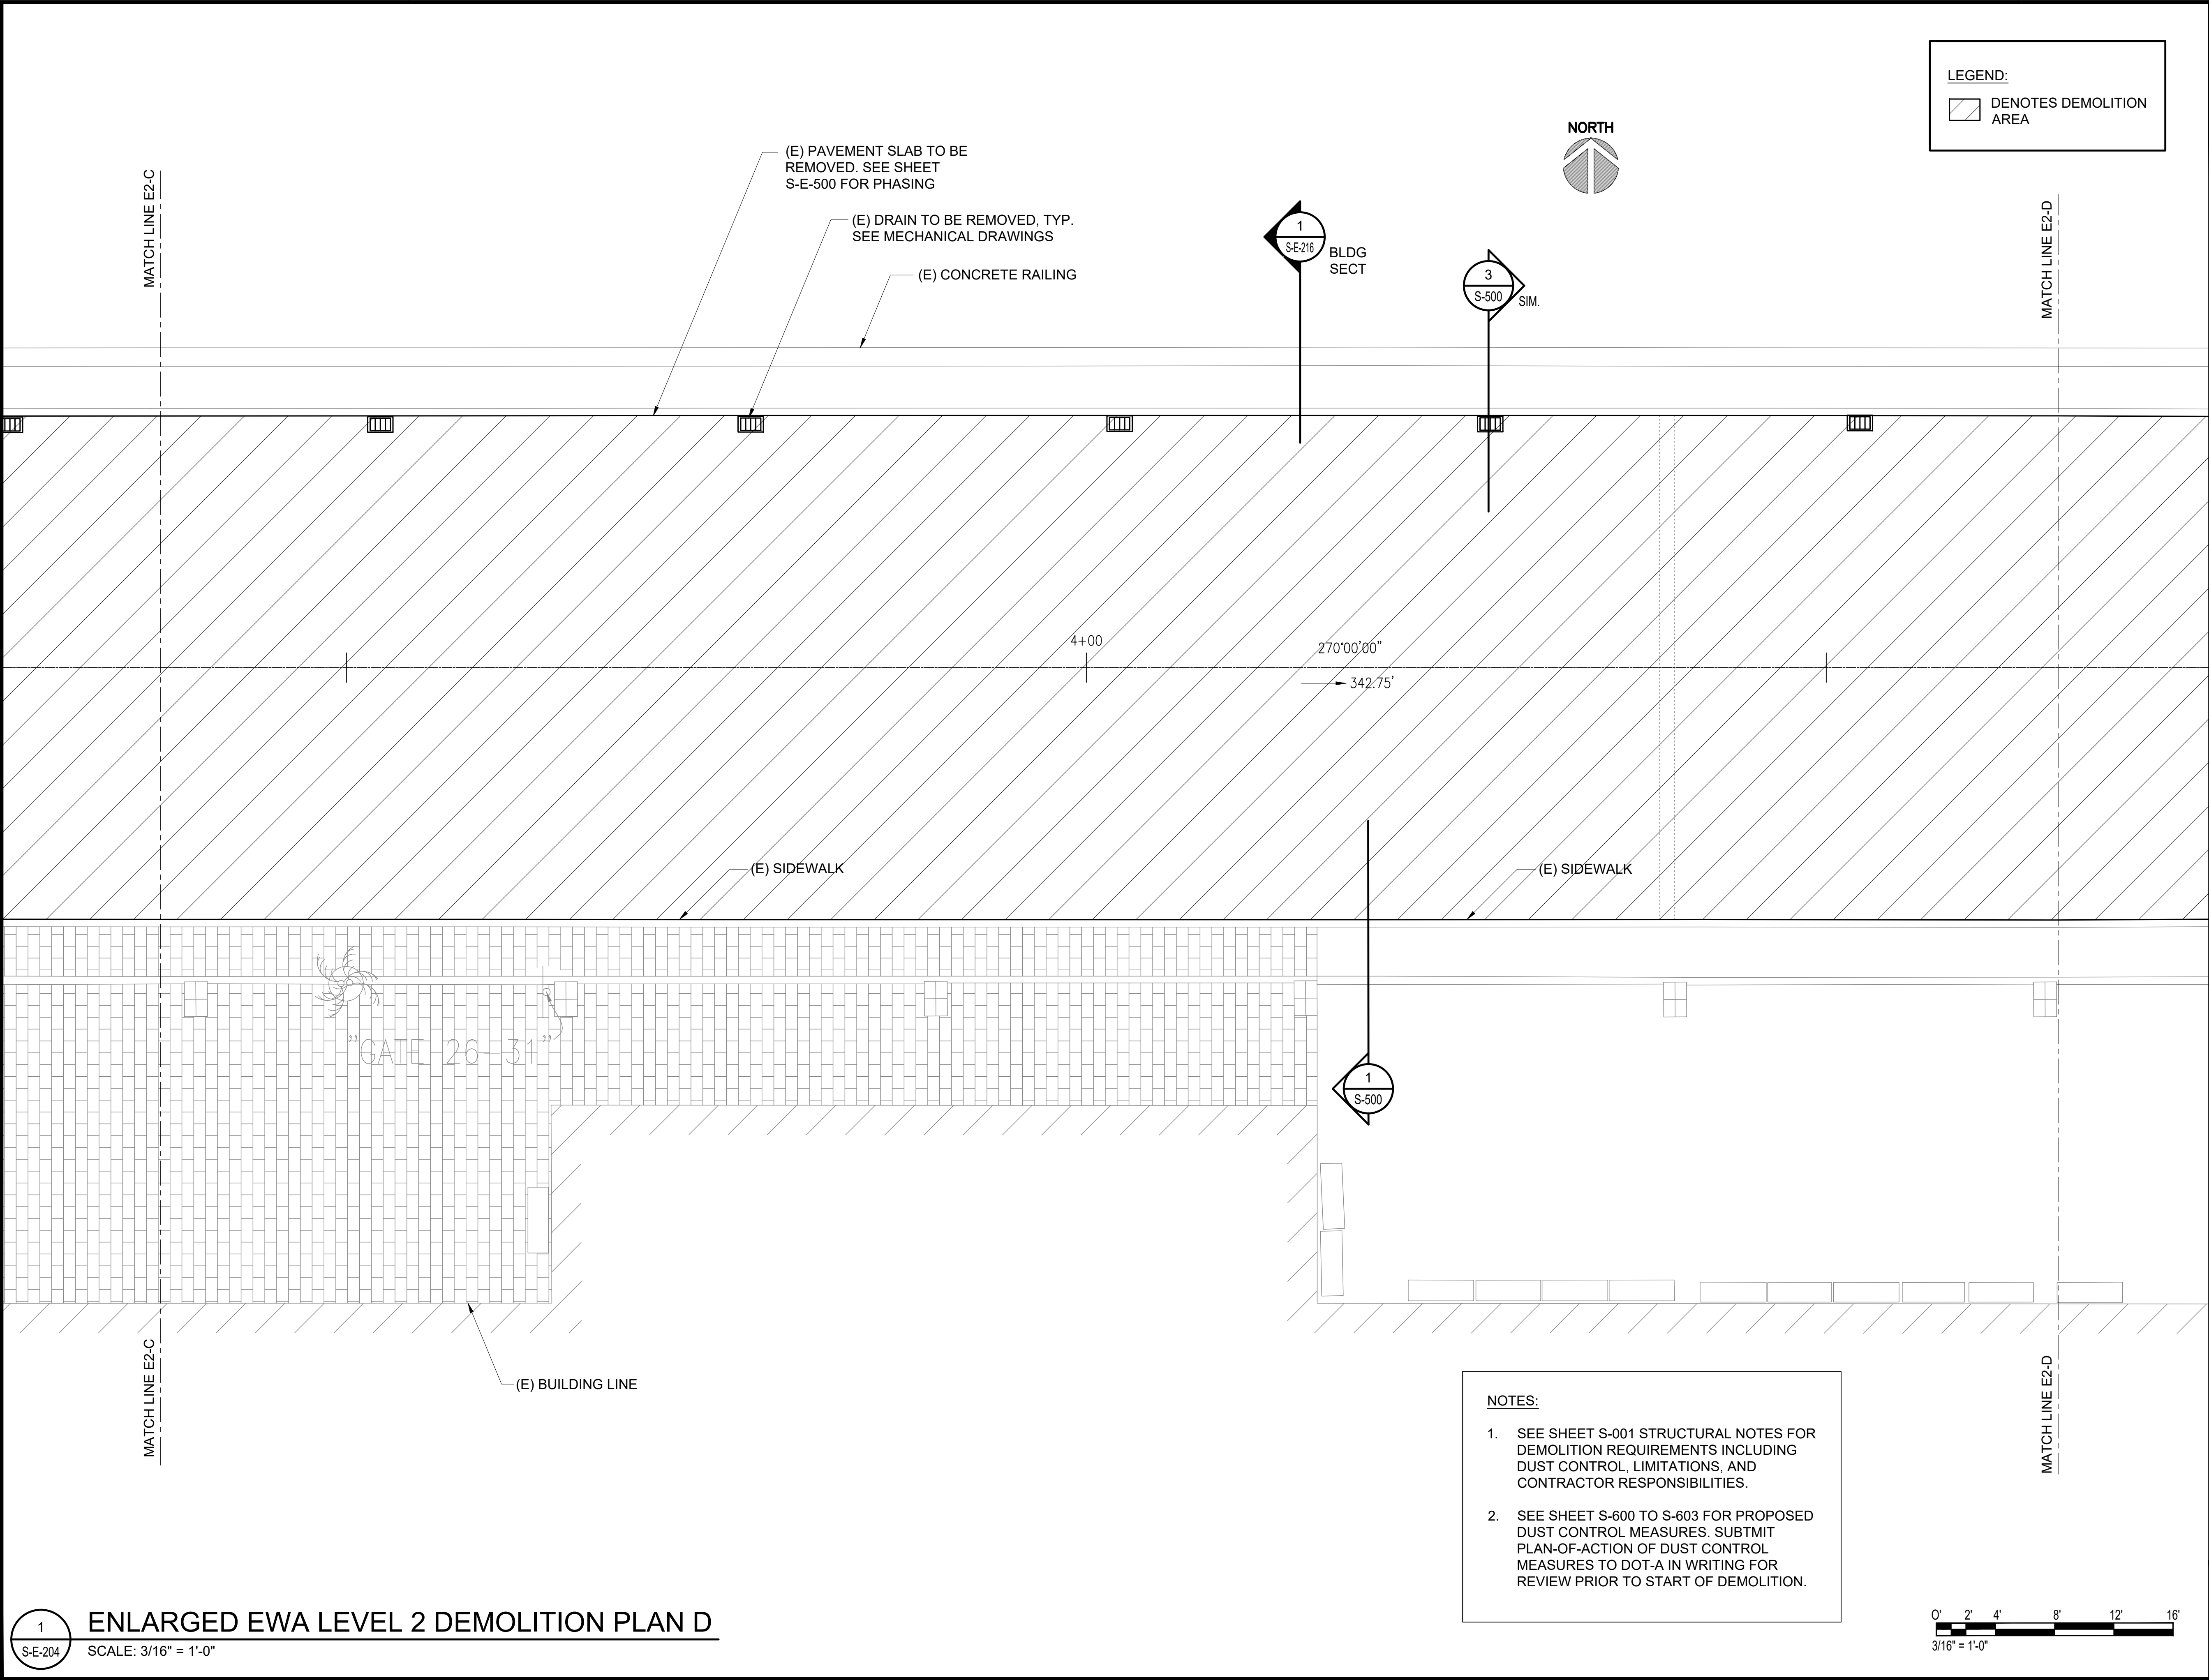 LEGEND:
DENOTES DEMOLITION
AREA
NORTH
(E) PAVEMENT SLAB TO BE
REMOVED. SEE SHEET
S-E-500 FOR PHASING
(E) DRAIN TO BE REMOVED, TYP.
SEE MECHANICAL DRAWINGS
(E) CONCRETE RAILING
MATCH LINE E2-C
1
S-E-216
BLDG
SECT
3
S-500
SIM.
MATCH LINE E2-D
4+00
270°00'00"
342.75'
(E) SIDEWALK
(E) SIDEWALK
"GATE 26-31"
1
S-500
(E) BUILDING LINE
MATCH LINE E2-C
MATCH LINE E2-D
NOTES:
1. SEE SHEET S-001 STRUCTURAL NOTES FOR
DEMOLITION REQUIREMENTS INCLUDING
DUST CONTROL, LIMITATIONS, AND
CONTRACTOR RESPONSIBILITIES.
2. SEE SHEET S-600 TO S-603 FOR PROPOSED
DUST CONTROL MEASURES. SUBTMIT
PLAN-OF-ACTION OF DUST CONTROL
MEASURES TO DOT-A IN WRITING FOR
REVIEW PRIOR TO START OF DEMOLITION.
1
S-E-204
ENLARGED EWA LEVEL 2 DEMOLITION PLAN D
SCALE: 3/16" = 1'-0"
O' 2' 4' 8' 12' 16'
3/16" = 1'-0"